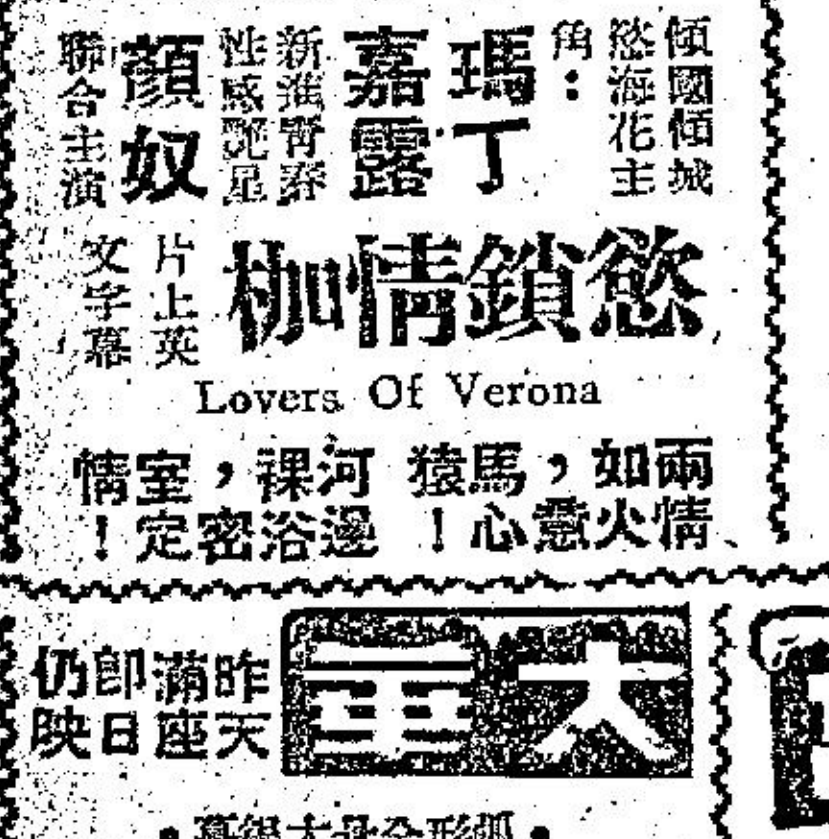 傾國傾城
慾海花主
角：
瑪丁
嘉露
新進青春
性感艷星
顏奴
聯合主演
慾鎖情枷
片上英
文字幕
Lovers Of Verona
兩情如火，意馬心猿！
河邊裸浴，密室定情！
大華
昨天
滿座
即日
仍映